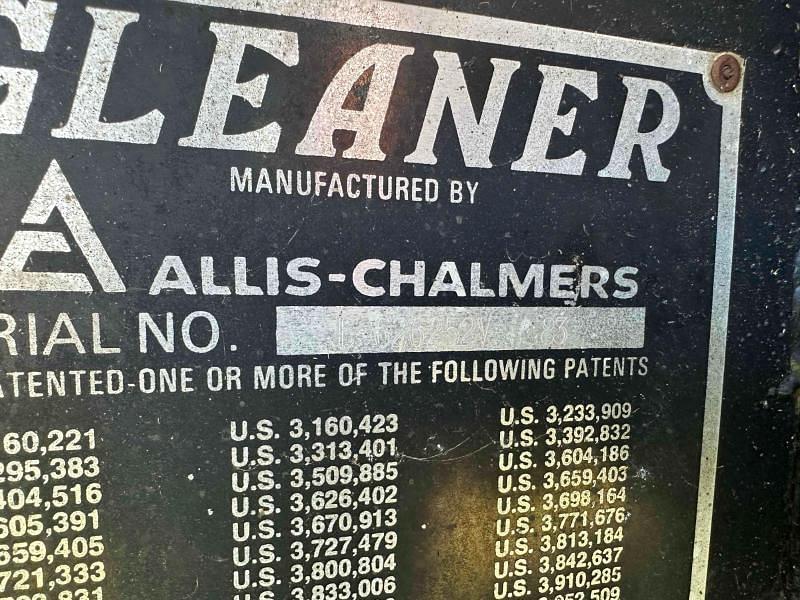 GLEANER
MANUFACTURED BY
ALLIS-CHALMERS
RIAL NO.
ATENTED-ONE OR MORE OF THE FOLLOWING PATENTS
60,221 U.S. 3,160,423 U.S. 3,233,909
295,383 U.S. 3,313,401 U.S. 3,392,832
404,516 U.S. 3,509,885 U.S. 3,604,186
605,391 U.S. 3,626,402 U.S. 3,659,403
659,405 U.S. 3,670,913 U.S. 3,698,164
721,333 U.S. 3,727,479 U.S. 3,771,676
U.S. 3,800,804 U.S. 3,813,184
U.S. 3,833,006 U.S. 3,842,637
U.S. 3,910,285